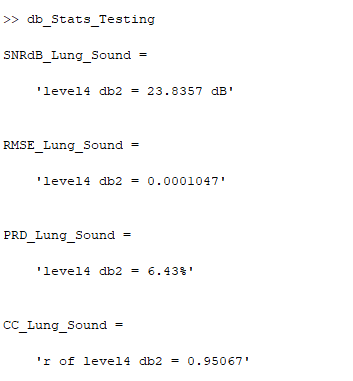 >> db_Stats_Testing
SNRdB_Lung_Sound =
'level4 db2 = 23.8357 dB'
RMSE_Lung_Sound =
'level4 db2 = 0.0001047'
PRD_Lung_Sound =
'level4 db2 = 6.43%'
CC_Lung_Sound =
'r of level4 db2 = 0.95067'